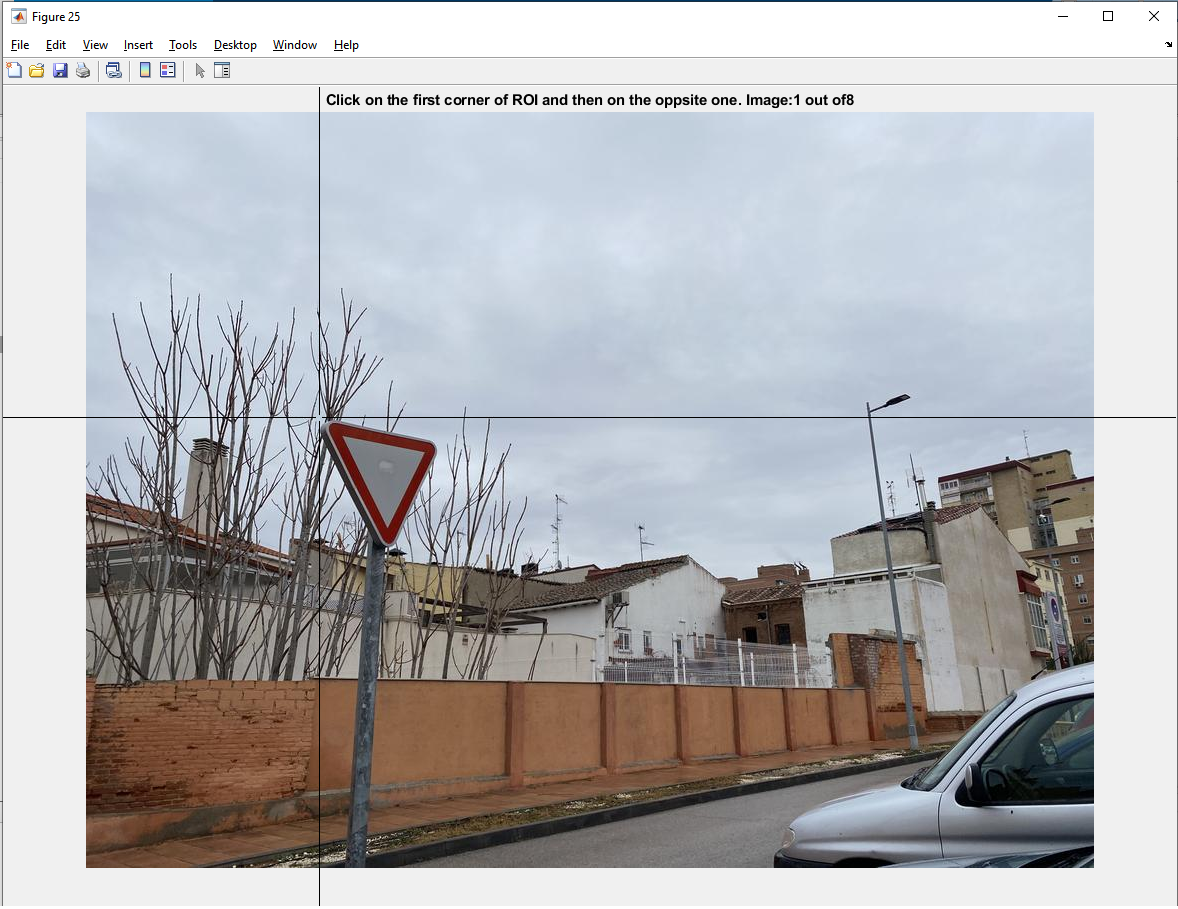 Figure 25
File Edit View Insert Tools Desktop Window Help
Click on the first corner of ROI and then on the oppsite one. Image:1 out of8